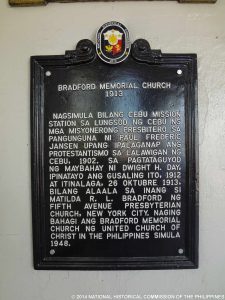 BRADFORD MEMORIAL CHURCH
1913
NAGSIMULA BILANG CEBU MISSION
STATION SA LUNGSOD NG CEBU NG
MGA MISYONERONG PRESBITERO SA
PANGUNGUNA NI PAUL FREDERIC
JANSEN UPANG IPALAGANAP ANG
PROTESTANTISMO SA LALAWIGAN NG
CEBU, 1902. SA PAGTATAGUYOD
NG MAYBAHAY NI DWIGHT H. DAY,
IPINATAYO ANG GUSALING ITO, 1912
AT ITINALAGA, 26 OKTUBRE 1913,
BILANG ALAALA SA INANG SI
MATILDA R. L. BRADFORD NG
FIFTH AVENUE PRESBYTERIAN
CHURCH, NEW YORK CITY. NAGING
BAHAGI ANG BRADFORD MEMORIAL
CHURCH NG UNITED CHURCH OF
CHRIST IN THE PHILIPPINES SIMULA
1948.
© 2014 NATIONAL HISTORICAL COMMISSION OF THE PHILIPPINES